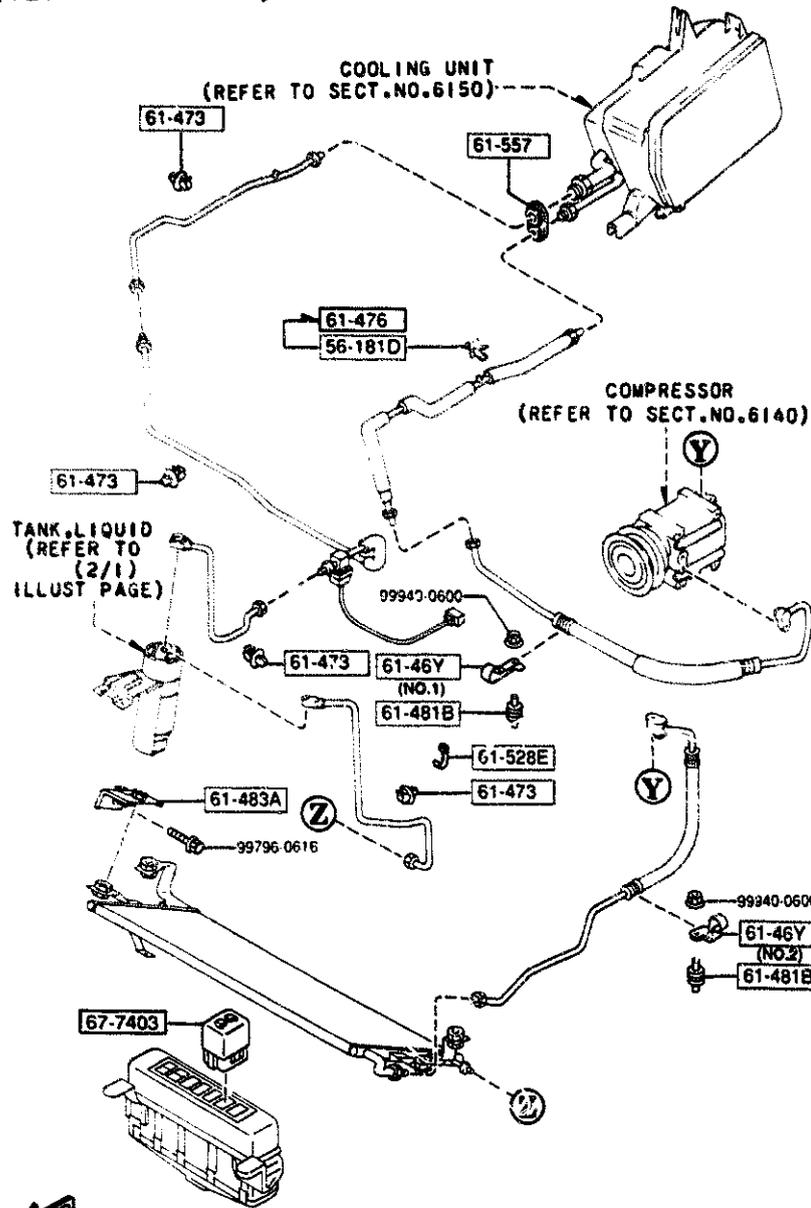 COOLING UNIT
(REFER TO SECT.NO.6150)
61-473
61-557
61-476
56-181D
COMPRESSOR
(REFER TO SECT.NO.6140)
Y
61-473
TANK,LIQUID
(REFER TO
(2/1)
ILLUST PAGE)
99940-0600
61-473
61-46Y
(NO.1)
61-481B
61-528E
61-473
Y
61-483A
Z
99796-0616
99940-0600
61-46Y
(NO.2)
61-481B
67-7403
Z